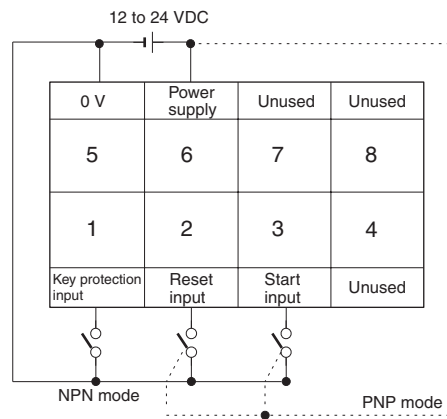 12 to 24 VDC
0 V
Power supply
Unused
Unused
5
6
7
8
1
2
3
4
Key protection input
Reset input
Start input
Unused
NPN mode
PNP mode